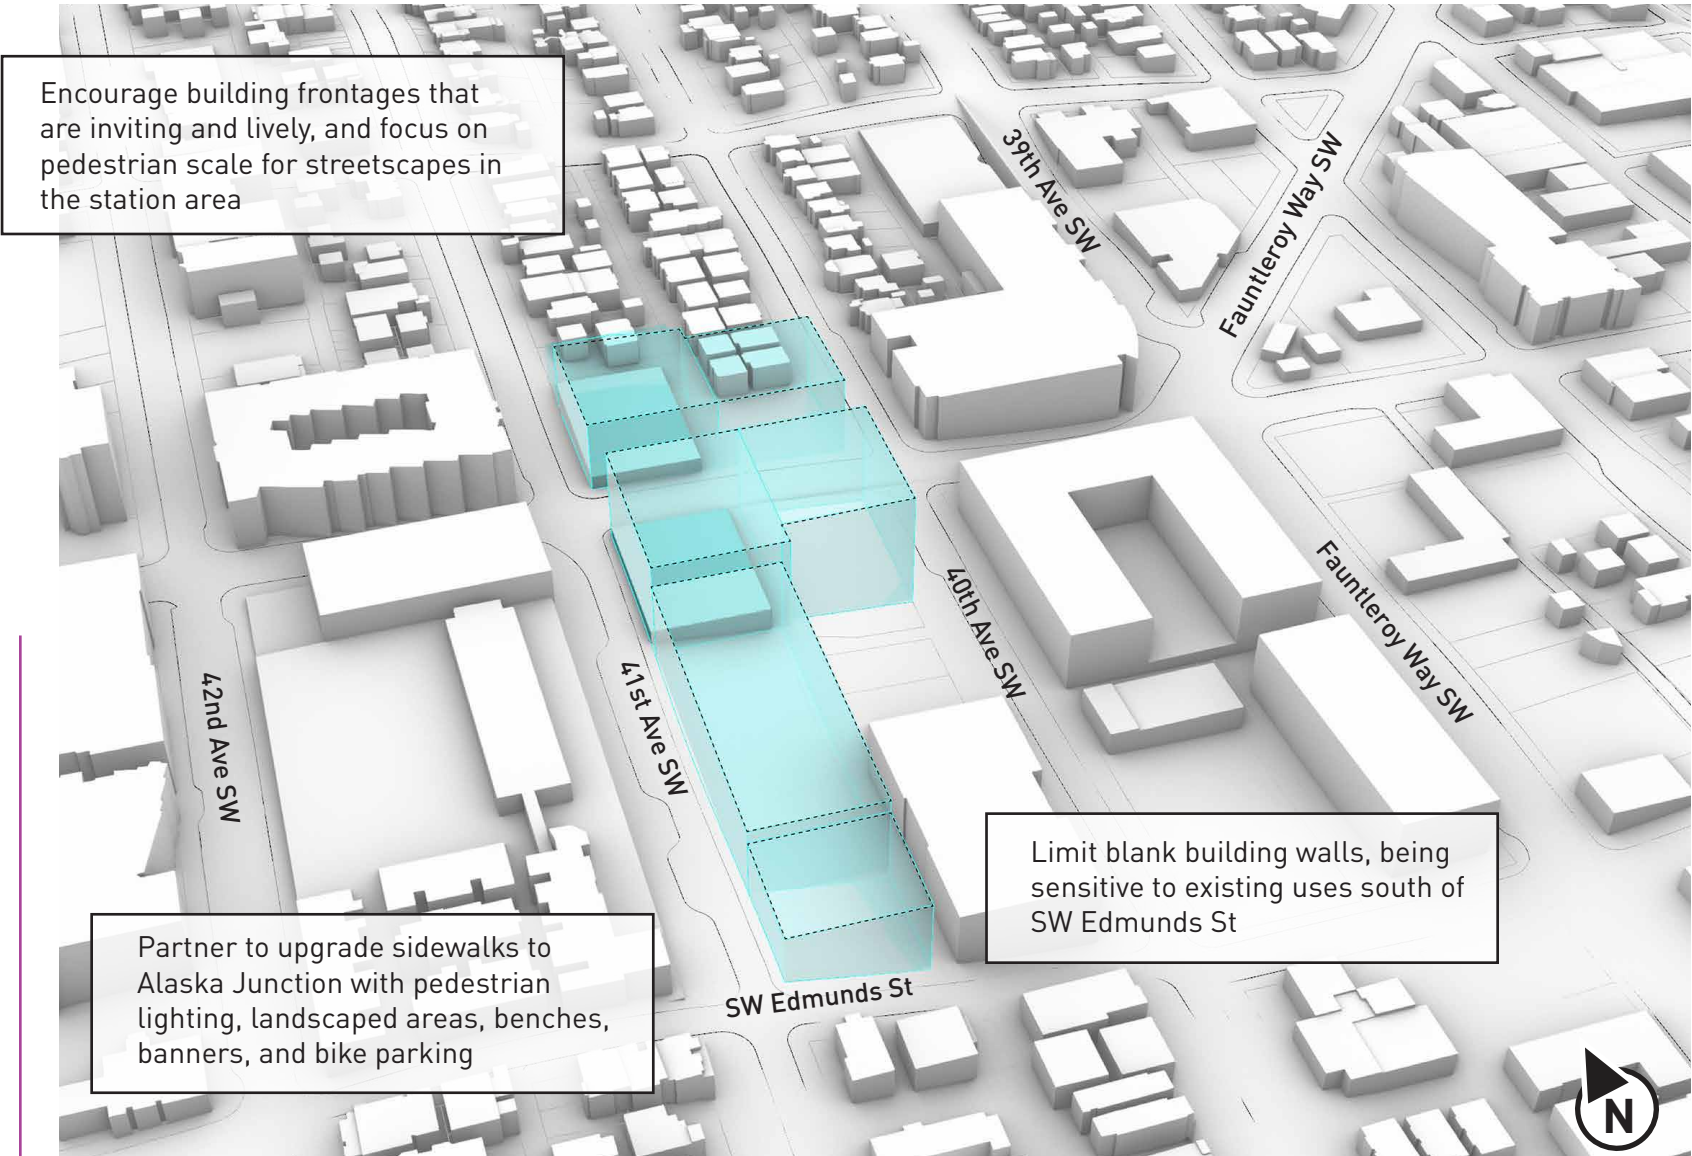 Encourage building frontages that
are inviting and lively, and focus on
pedestrian scale for streetscapes in
the station area
39th Ave SW
Fauntleroy Way SW
40th Ave SW
Fauntleroy Way SW
41st Ave SW
42nd Ave SW
Limit blank building walls, being
sensitive to existing uses south of
SW Edmunds St
Partner to upgrade sidewalks to
Alaska Junction with pedestrian
lighting, landscaped areas, benches,
banners, and bike parking
SW Edmunds St
N